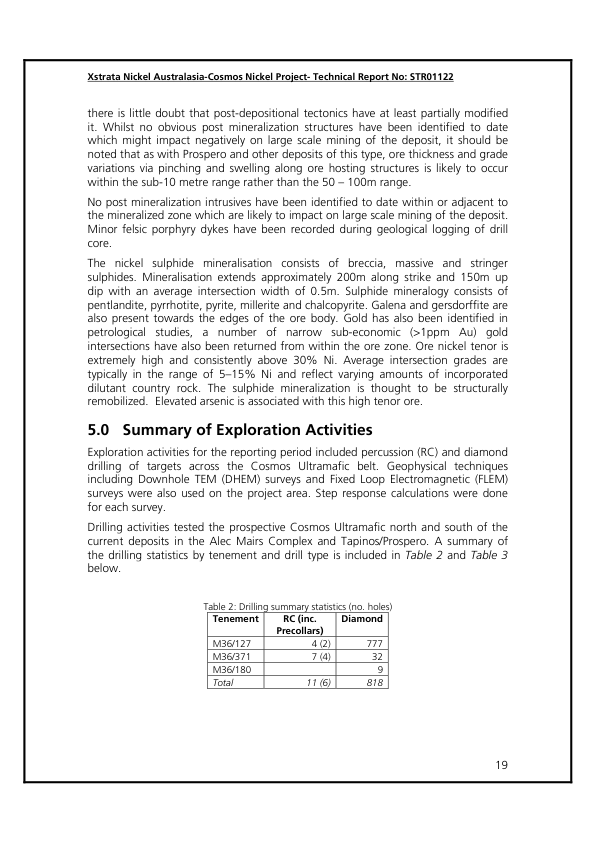 Xstrata Nickel Australasia-Cosmos Nickel Project- Technical Report No: STR01122
there is little doubt that post-depositional tectonics have at least partially modified
it. Whilst no obvious post mineralization structures have been identified to date
which might impact negatively on large scale mining of the deposit, it should be
noted that as with Prospero and other deposits of this type, ore thickness and grade
variations via pinching and swelling along ore hosting structures is likely to occur
within the sub-10 metre range rather than the 50 – 100m range.
No post mineralization intrusives have been identified to date within or adjacent to
the mineralized zone which are likely to impact on large scale mining of the deposit.
Minor felsic porphyry dykes have been recorded during geological logging of drill
core.
The nickel sulphide mineralisation consists of breccia, massive and stringer
sulphides. Mineralisation extends approximately 200m along strike and 150m up
dip with an average intersection width of 0.5m. Sulphide mineralogy consists of
pentlandite, pyrrhotite, pyrite, millerite and chalcopyrite. Galena and gersdorffite are
also present towards the edges of the ore body. Gold has also been identified in
petrological studies, a number of narrow sub-economic (>1ppm Au) gold
intersections have also been returned from within the ore zone. Ore nickel tenor is
extremely high and consistently above 30% Ni. Average intersection grades are
typically in the range of 5–15% Ni and reflect varying amounts of incorporated
dilutant country rock. The sulphide mineralization is thought to be structurally
remobilized.  Elevated arsenic is associated with this high tenor ore.
5.0 Summary of Exploration Activities
Exploration activities for the reporting period included percussion (RC) and diamond
drilling of targets across the Cosmos Ultramafic belt. Geophysical techniques
including Downhole TEM (DHEM) surveys and Fixed Loop Electromagnetic (FLEM)
surveys were also used on the project area. Step response calculations were done
for each survey.
Drilling activities tested the prospective Cosmos Ultramafic north and south of the
current deposits in the Alec Mairs Complex and Tapinos/Prospero. A summary of
the drilling statistics by tenement and drill type is included in Table 2 and Table 3
below.
Table 2: Drilling summary statistics (no. holes)
Tenement RC (inc. Diamond
Precollars)
M36/127 4 (2) 777
M36/371 7 (4) 32
M36/180 9
Total 11 (6) 818
19